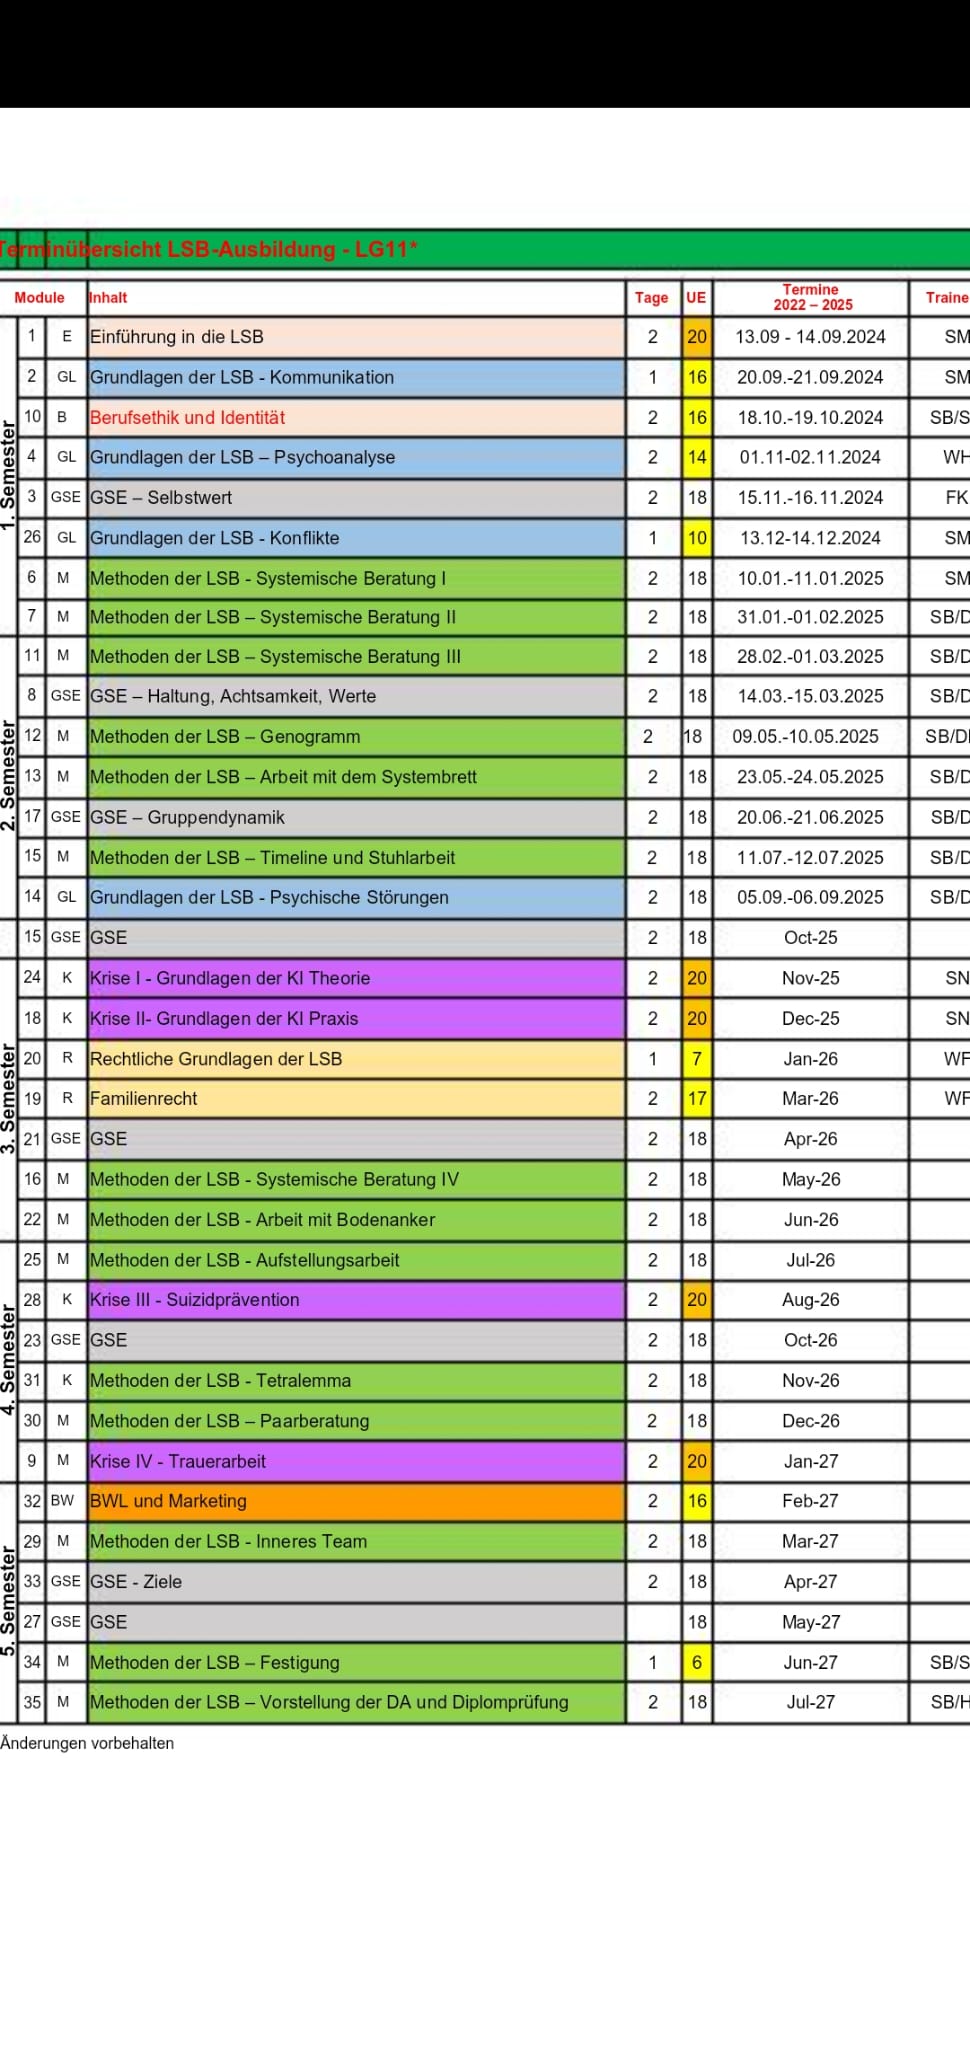 Terminübersicht LSB-Ausbildung - LG11*
Module Inhalt Tage UE Termine 2022 – 2025 Traine
1. Semester
1 E Einführung in die LSB 2 20 13.09 - 14.09.2024 SM
2 GL Grundlagen der LSB - Kommunikation 1 16 20.09.-21.09.2024 SM
10 B Berufsethik und Identität 2 16 18.10.-19.10.2024 SB/S
4 GL Grundlagen der LSB – Psychoanalyse 2 14 01.11-02.11.2024 WH
3 GSE GSE – Selbstwert 2 18 15.11.-16.11.2024 FK
26 GL Grundlagen der LSB - Konflikte 1 10 13.12-14.12.2024 SM
6 M Methoden der LSB - Systemische Beratung I 2 18 10.01.-11.01.2025 SM
7 M Methoden der LSB – Systemische Beratung II 2 18 31.01.-01.02.2025 SB/D
2. Semester
11 M Methoden der LSB – Systemische Beratung III 2 18 28.02.-01.03.2025 SB/D
8 GSE GSE – Haltung, Achtsamkeit, Werte 2 18 14.03.-15.03.2025 SB/D
12 M Methoden der LSB – Genogramm 2 18 09.05.-10.05.2025 SB/D
13 M Methoden der LSB – Arbeit mit dem Systembrett 2 18 23.05.-24.05.2025 SB/D
17 GSE GSE – Gruppendynamik 2 18 20.06.-21.06.2025 SB/D
15 M Methoden der LSB – Timeline und Stuhlarbeit 2 18 11.07.-12.07.2025 SB/D
14 GL Grundlagen der LSB - Psychische Störungen 2 18 05.09.-06.09.2025 SB/D
15 GSE GSE 2 18 Oct-25
3. Semester
24 K Krise I - Grundlagen der KI Theorie 2 20 Nov-25 SN
18 K Krise II- Grundlagen der KI Praxis 2 20 Dec-25 SN
20 R Rechtliche Grundlagen der LSB 1 7 Jan-26 WF
19 R Familienrecht 2 17 Mar-26 WF
21 GSE GSE 2 18 Apr-26
16 M Methoden der LSB - Systemische Beratung IV 2 18 May-26
22 M Methoden der LSB - Arbeit mit Bodenanker 2 18 Jun-26
4. Semester
25 M Methoden der LSB - Aufstellungsarbeit 2 18 Jul-26
28 K Krise III - Suizidprävention 2 20 Aug-26
23 GSE GSE 2 18 Oct-26
31 K Methoden der LSB - Tetralemma 2 18 Nov-26
30 M Methoden der LSB – Paarberatung 2 18 Dec-26
9 M Krise IV - Trauerarbeit 2 20 Jan-27
5. Semester
32 BW BWL und Marketing 2 16 Feb-27
29 M Methoden der LSB - Inneres Team 2 18 Mar-27
33 GSE GSE - Ziele 2 18 Apr-27
27 GSE GSE 18 May-27
34 M Methoden der LSB – Festigung 1 6 Jun-27 SB/S
35 M Methoden der LSB – Vorstellung der DA und Diplomprüfung 2 18 Jul-27 SB/H
Änderungen vorbehalten